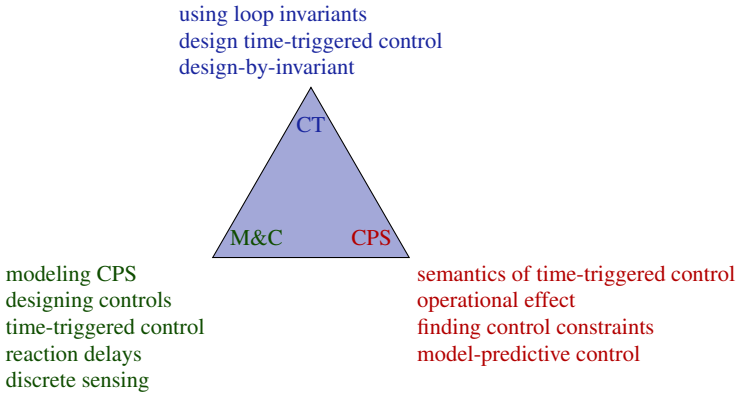 using loop invariants
design time-triggered control
design-by-invariant
CT
M&C
CPS
modeling CPS
designing controls
time-triggered control
reaction delays
discrete sensing
semantics of time-triggered control
operational effect
finding control constraints
model-predictive control